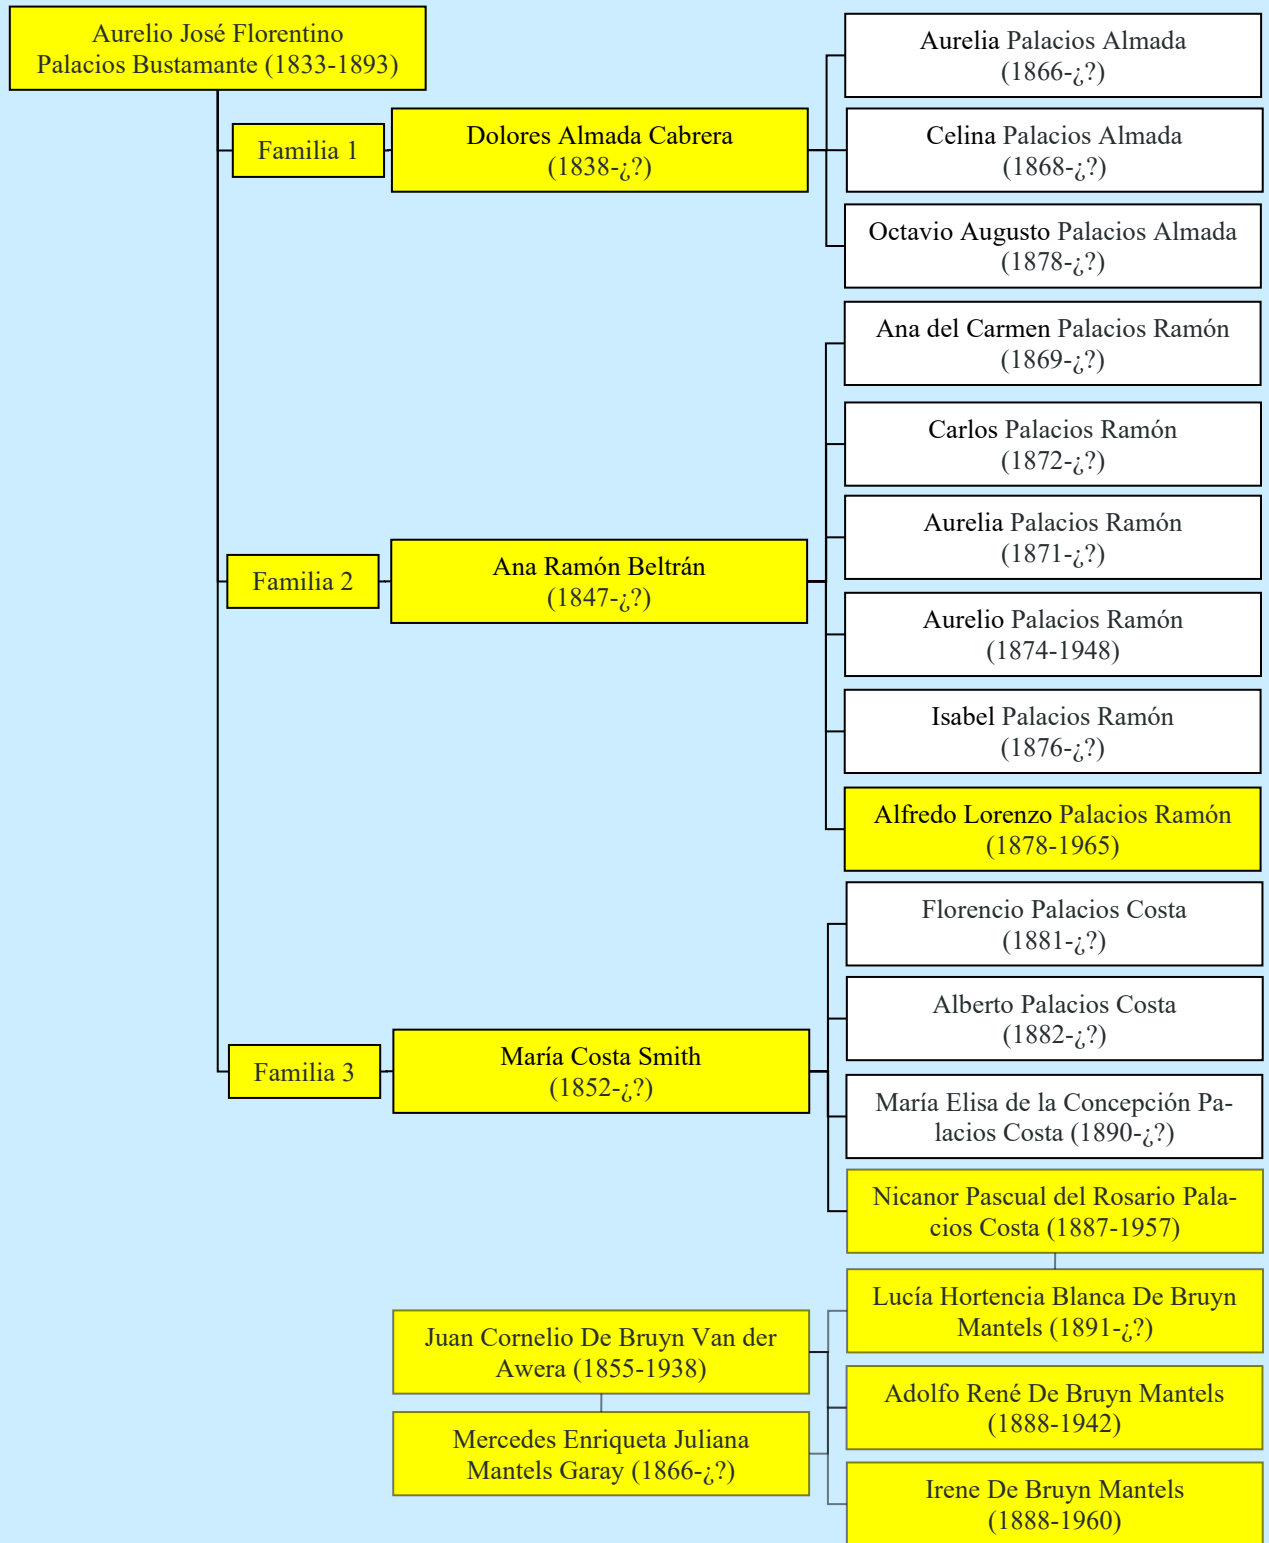 Aurelio José Florentino
Palacios Bustamante (1833-1893)
Familia 1
Dolores Almada Cabrera
(1838-¿?)
Aurelia Palacios Almada
(1866-¿?)
Celina Palacios Almada
(1868-¿?)
Octavio Augusto Palacios Almada
(1878-¿?)
Familia 2
Ana Ramón Beltrán
(1847-¿?)
Ana del Carmen Palacios Ramón
(1869-¿?)
Carlos Palacios Ramón
(1872-¿?)
Aurelia Palacios Ramón
(1871-¿?)
Aurelio Palacios Ramón
(1874-1948)
Isabel Palacios Ramón
(1876-¿?)
Alfredo Lorenzo Palacios Ramón
(1878-1965)
Familia 3
María Costa Smith
(1852-¿?)
Florencio Palacios Costa
(1881-¿?)
Alberto Palacios Costa
(1882-¿?)
María Elisa de la Concepción Pa-
lacios Costa (1890-¿?)
Nicanor Pascual del Rosario Pala-
cios Costa (1887-1957)
Juan Cornelio De Bruyn Van der
Awera (1855-1938)
Mercedes Enriqueta Juliana
Mantels Garay (1866-¿?)
Lucía Hortencia Blanca De Bruyn
Mantels (1891-¿?)
Adolfo René De Bruyn Mantels
(1888-1942)
Irene De Bruyn Mantels
(1888-1960)